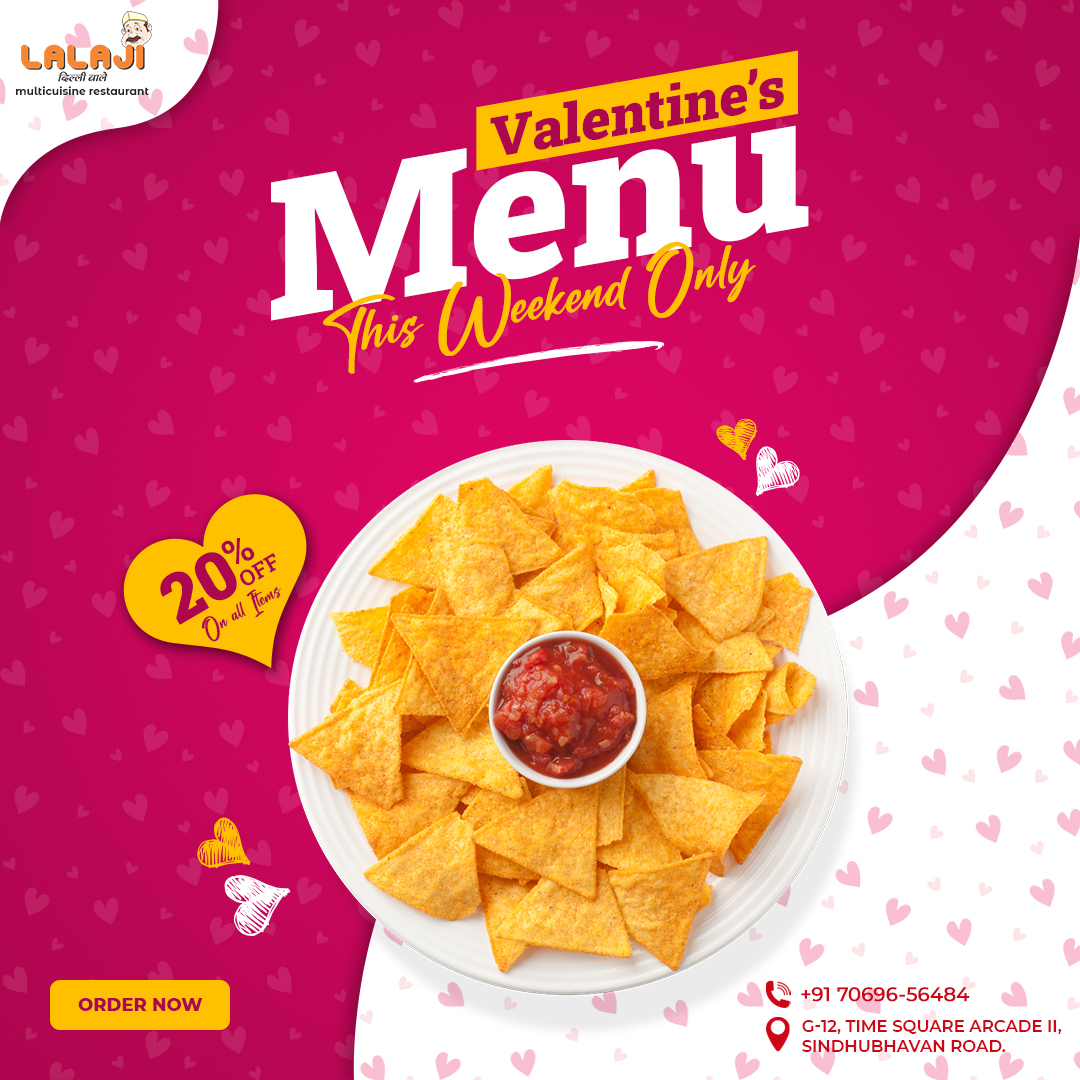 LALAJI
दिल्ली वाले
multicuisine restaurant
Valentine's
Menu
This Weekend Only
20%
OFF
On all Items
ORDER NOW
+91 70696-56484
G-12, TIME SQUARE ARCADE II,
SINDHUBHAVAN ROAD.